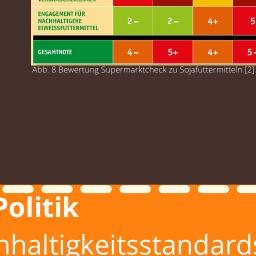 ENGAGEMENT FÜR
NACHHALTIGERE
EIWEISSFUTTERMITTEL
2 – 2 – 4+ 5
GESAMTNOTE 4 – 5+ 4+ 5 –
Abb. 8 Bewertung Supermarktcheck zu Sojafuttermitteln [2]
Politik
nhaltigkeitsstandards